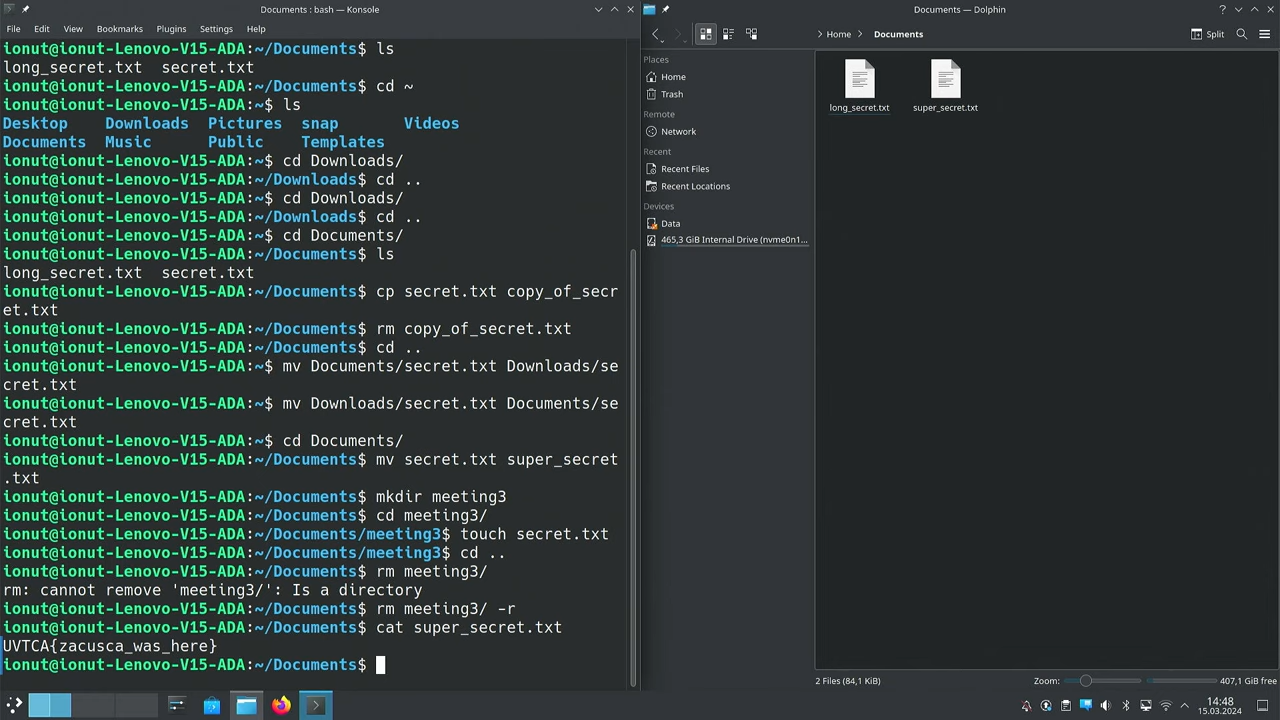 Documents : bash — Konsole
File Edit View Bookmarks Plugins Settings Help
ionut@ionut-Lenovo-V15-ADA:~/Documents$ ls
long_secret.txt  secret.txt
ionut@ionut-Lenovo-V15-ADA:~/Documents$ cd ~
ionut@ionut-Lenovo-V15-ADA:~$ ls
Desktop    Downloads  Pictures  snap       Videos
Documents  Music      Public    Templates
ionut@ionut-Lenovo-V15-ADA:~$ cd Downloads/
ionut@ionut-Lenovo-V15-ADA:~/Downloads$ cd ..
ionut@ionut-Lenovo-V15-ADA:~$ cd Downloads/
ionut@ionut-Lenovo-V15-ADA:~/Downloads$ cd ..
ionut@ionut-Lenovo-V15-ADA:~$ cd Documents/
ionut@ionut-Lenovo-V15-ADA:~/Documents$ ls
long_secret.txt  secret.txt
ionut@ionut-Lenovo-V15-ADA:~/Documents$ cp secret.txt copy_of_secr
et.txt
ionut@ionut-Lenovo-V15-ADA:~/Documents$ rm copy_of_secret.txt
ionut@ionut-Lenovo-V15-ADA:~/Documents$ cd ..
ionut@ionut-Lenovo-V15-ADA:~$ mv Documents/secret.txt Downloads/se
cret.txt
ionut@ionut-Lenovo-V15-ADA:~$ mv Downloads/secret.txt Documents/se
cret.txt
ionut@ionut-Lenovo-V15-ADA:~$ cd Documents/
ionut@ionut-Lenovo-V15-ADA:~/Documents$ mv secret.txt super_secret
.txt
ionut@ionut-Lenovo-V15-ADA:~/Documents$ mkdir meeting3
ionut@ionut-Lenovo-V15-ADA:~/Documents$ cd meeting3/
ionut@ionut-Lenovo-V15-ADA:~/Documents/meeting3$ touch secret.txt
ionut@ionut-Lenovo-V15-ADA:~/Documents/meeting3$ cd ..
ionut@ionut-Lenovo-V15-ADA:~/Documents$ rm meeting3/
rm: cannot remove 'meeting3/': Is a directory
ionut@ionut-Lenovo-V15-ADA:~/Documents$ rm meeting3/ -r
ionut@ionut-Lenovo-V15-ADA:~/Documents$ cat super_secret.txt
UVTCA{zacusca_was_here}
ionut@ionut-Lenovo-V15-ADA:~/Documents$
Documents — Dolphin
Home > Documents
Split
Places
Home
Trash
Remote
Network
Recent
Recent Files
Recent Locations
Devices
Data
465,3 GiB Internal Drive (nvme0n1...
long_secret.txt
super_secret.txt
2 Files (84,1 KiB)
Zoom:
407,1 GiB free
14:48
15.03.2024